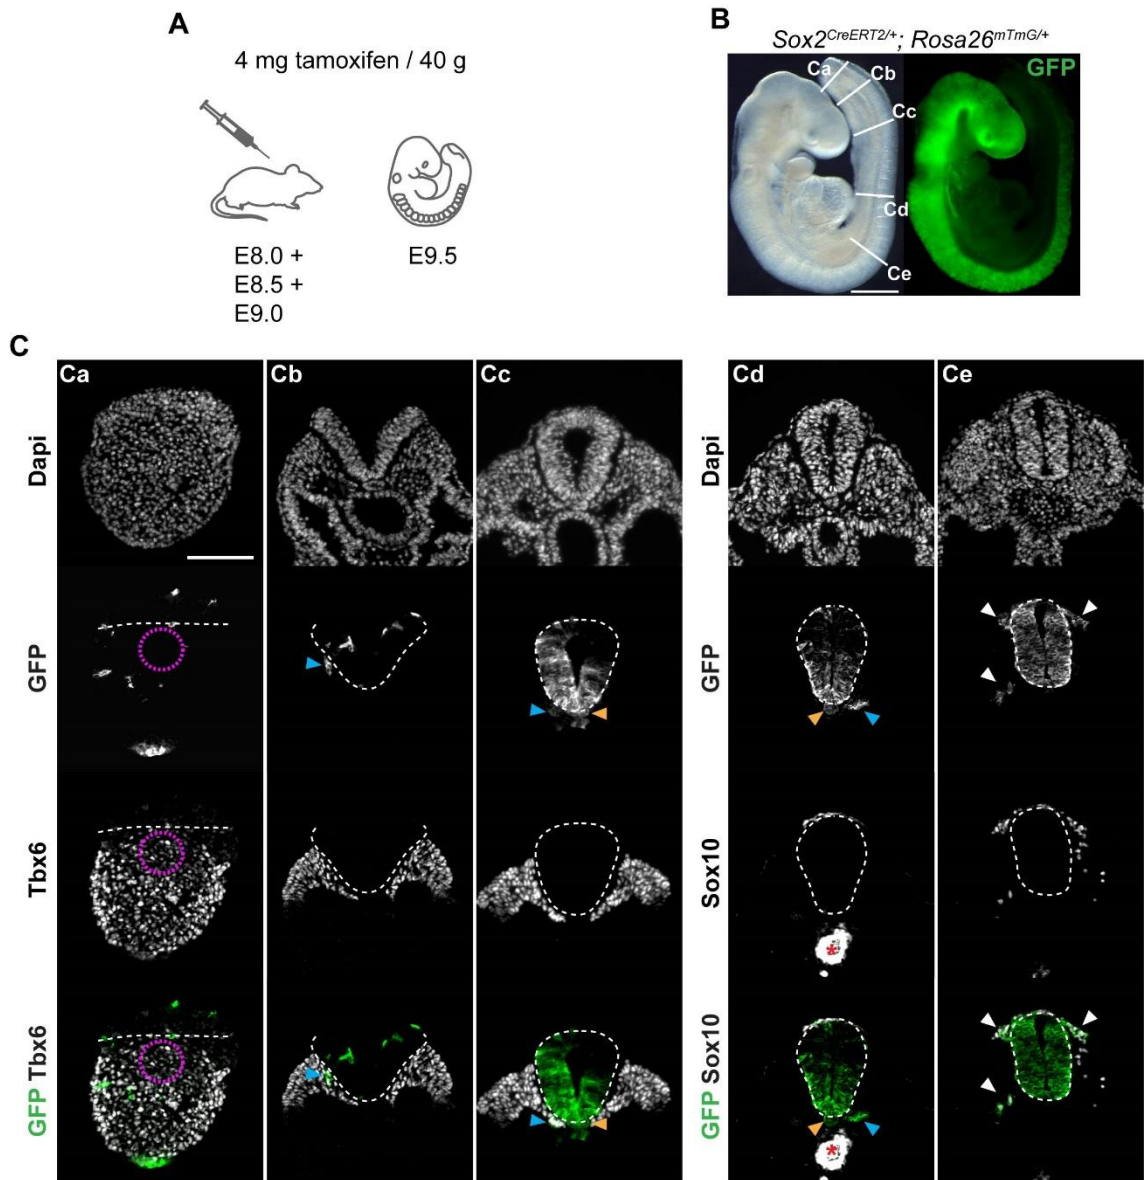 A
4 mg tamoxifen / 40 g
E8.0 +
E8.5 +
E9.0
E9.5
B
Sox2CreERT2/+; Rosa26mTmG/+
GFP
Ca
Cb
Cc
Cd
Ce
C
Ca
Cb
Cc
Cd
Ce
Dapi
GFP
Tbx6
GFP Tbx6
Dapi
GFP
Sox10
*
GFP Sox10
*